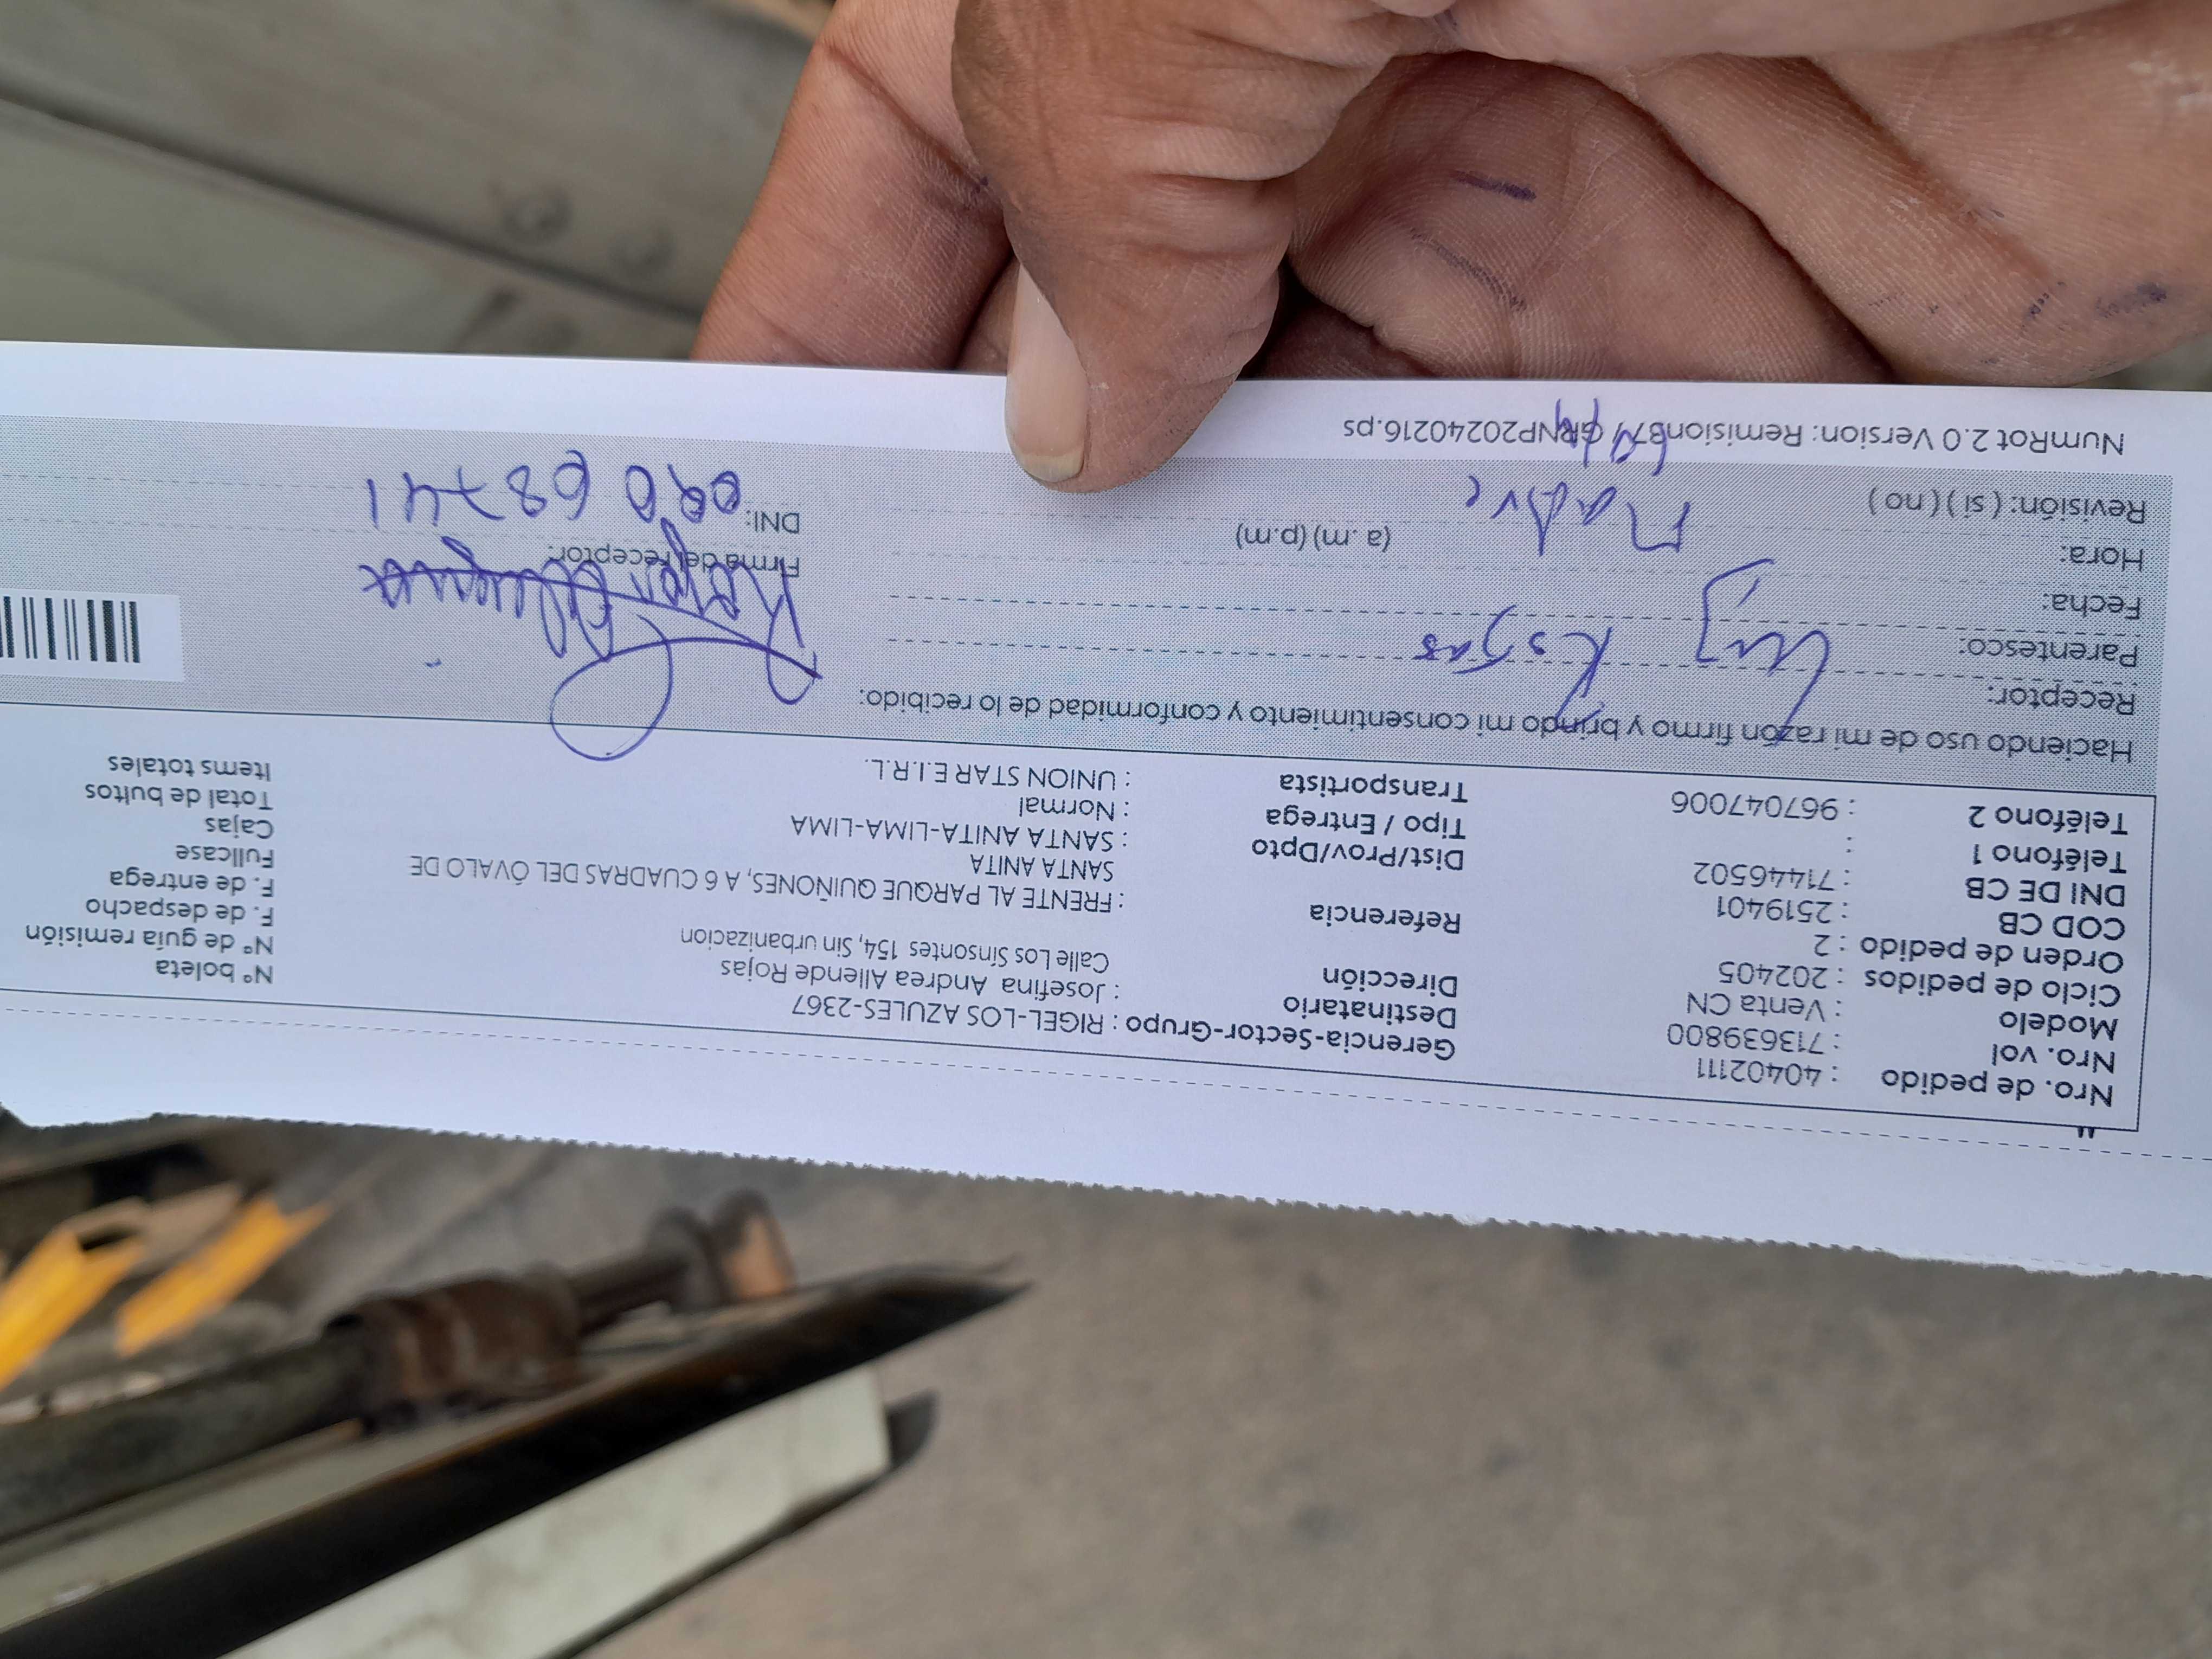 Nro. de pedido : 40402111
Nro. vol : 713639800
Modelo : Venta CN
Ciclo de pedidos : 202405
Orden de pedido : 2
COD CB : 2519401
DNI DE CB : 71446502
Teléfono 1 :
Teléfono 2 : 967047006
Gerencia-Sector-Grupo : RIGEL-LOS AZULES-2367
Destinatario : Josefina Andrea Allende Rojas
Dirección Calle Los Sinsontes 154, Sin urbanizacion
Referencia : FRENTE AL PARQUE QUIÑONES, A 6 CUADRAS DEL ÓVALO DE
SANTA ANITA
Dist/Prov/Dpto : SANTA ANITA-LIMA-LIMA
Tipo / Entrega : Normal
Transportista : UNION STAR E.I.R.L.
Nº boleta
Nº de guía remisión
F. de despacho
F. de entrega
Fullcase
Cajas
Total de bultos
Items totales
Haciendo uso de mi razón firmo y brindo mi consentimiento y conformidad de lo recibido:
Receptor: Luz Rojas
Parentesco:
Fecha: Madre
Hora: (a .m) (p.m)
Revisión: ( si ) ( no )
Firma del receptor:
DNI:
NumRot 2.0 Version: Remision37 / GRNP20240216.ps